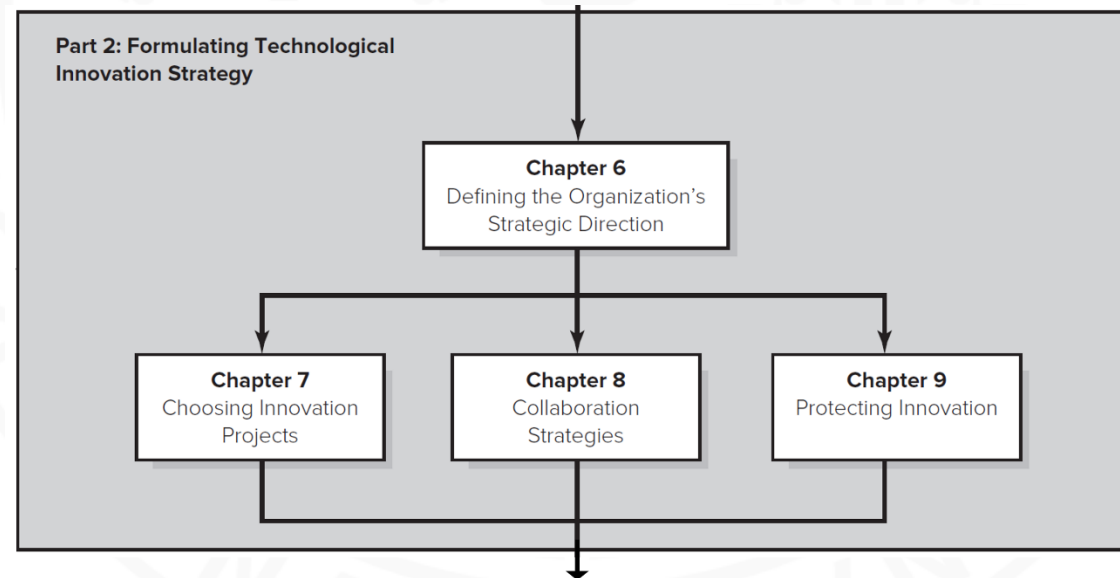 Part 2: Formulating Technological
Innovation Strategy
Chapter 6
Defining the Organization’s
Strategic Direction
Chapter 7
Choosing Innovation
Projects
Chapter 8
Collaboration
Strategies
Chapter 9
Protecting Innovation